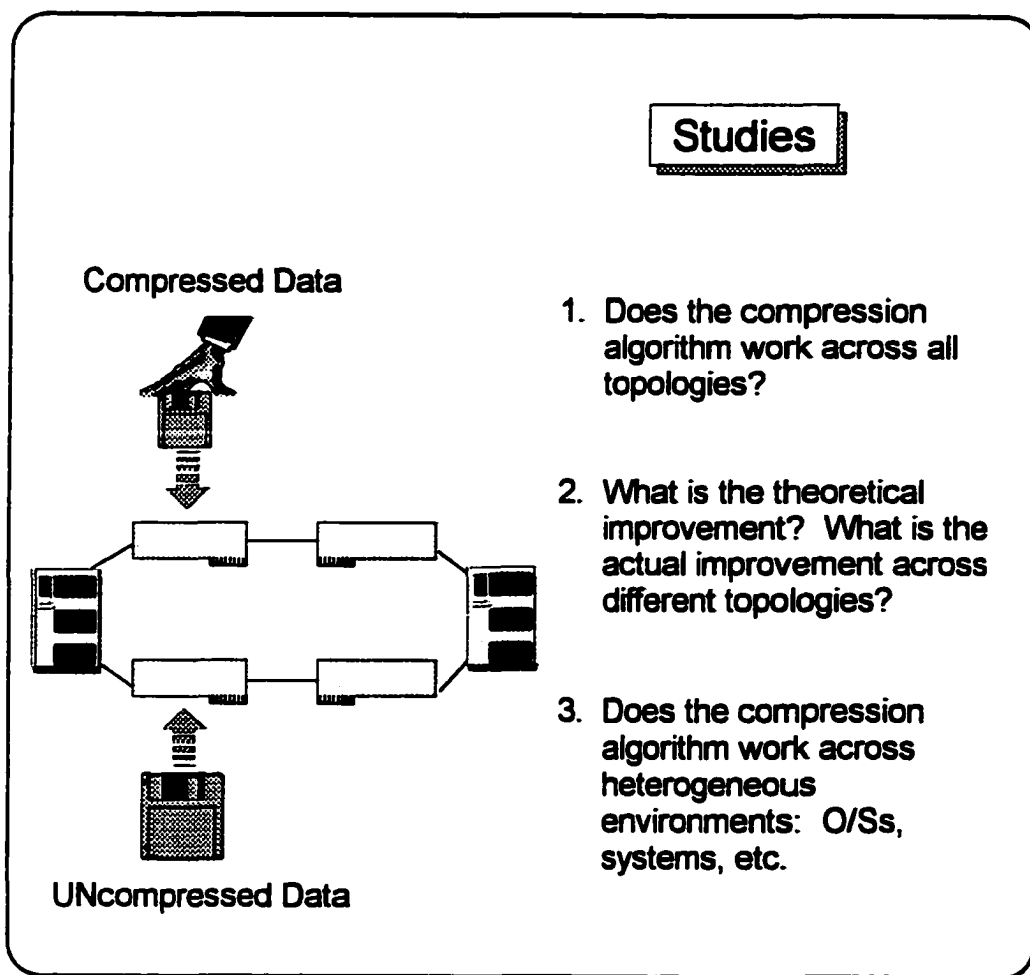 Studies
Compressed Data
1. Does the compression
algorithm work across all
topologies?
2. What is the theoretical
improvement? What is the
actual improvement across
different topologies?
3. Does the compression
algorithm work across
heterogeneous
environments: O/Ss,
systems, etc.
UNcompressed Data